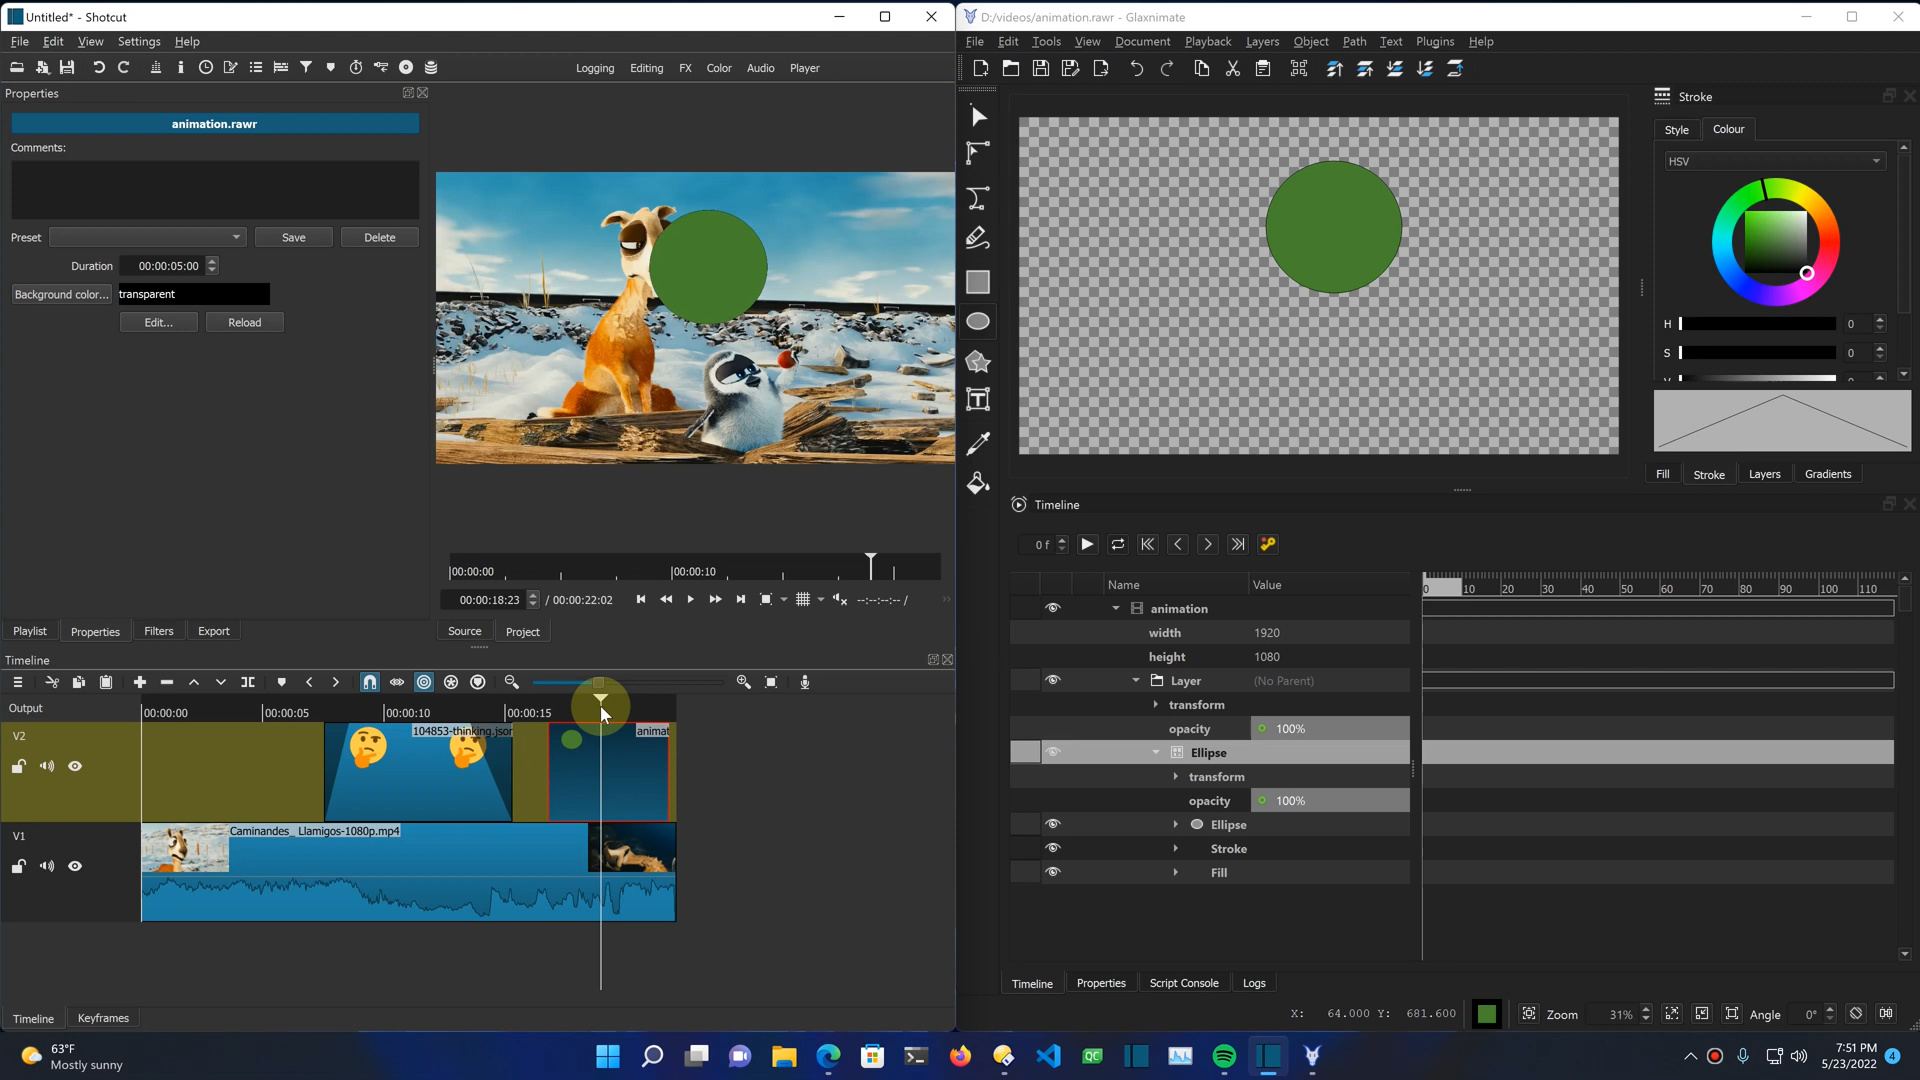 Untitled* - Shotcut
File Edit View Settings Help
Logging Editing FX Color Audio Player
Properties
animation.rawr
Comments:
Preset Save Delete
Duration 00:00:05:00
Background color... transparent
Edit... Reload
00:00:00 00:00:10
00:00:18:23 / 00:00:22:02 --:--:--:-- /
Playlist Properties Filters Export
Source Project
Timeline
Output 00:00:00 00:00:05 00:00:10 00:00:15
V2
104853-thinking.json animat
V1
Caminandes_ Llamigos-1080p.mp4
Timeline Keyframes
D:/videos/animation.rawr - Glaxnimate
File Edit Tools View Document Playback Layers Object Path Text Plugins Help
Stroke
Style Colour
HSV
H 0
S 0
Fill Stroke Layers Gradients
Timeline
0 f
Name Value
0 10 20 30 40 50 60 70 80 90 100 110
animation
width 1920
height 1080
Layer (No Parent)
transform
opacity 100%
Ellipse
transform
opacity 100%
Ellipse
Stroke
Fill
Timeline Properties Script Console Logs
X: 64.000 Y: 681.600 Zoom 31% Angle 0°
63°F
Mostly sunny
QC
7:51 PM
5/23/2022
4